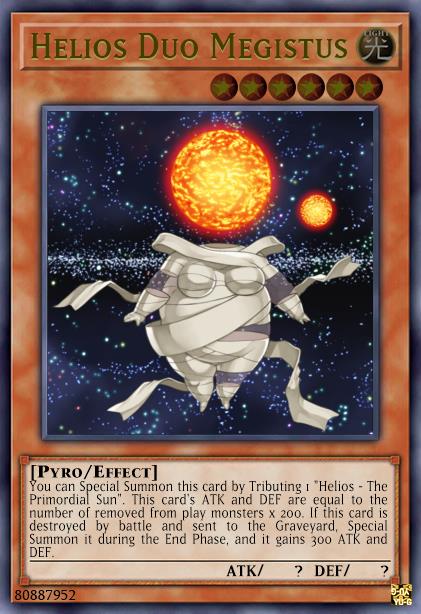 Helios Duo Megistus
LIGHT
光
[Pyro/Effect]
You can Special Summon this card by Tributing 1 "Helios - The
Primordial Sun". This card's ATK and DEF are equal to the
number of removed from play monsters x 200. If this card is
destroyed by battle and sent to the Graveyard, Special
Summon it during the End Phase, and it gains 300 ATK and
DEF.
ATK/ ? DEF/ ?
80887952